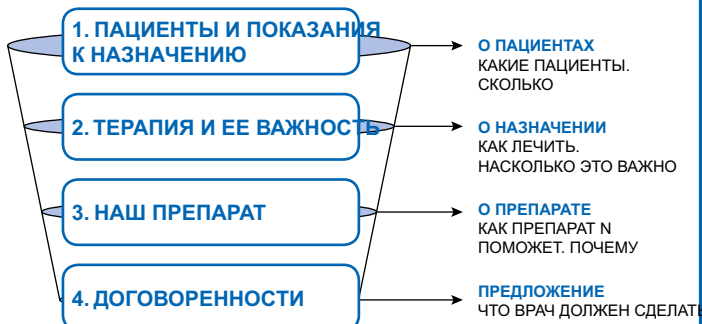 1. ПАЦИЕНТЫ И ПОКАЗАНИЯ
К НАЗНАЧЕНИЮ
О ПАЦИЕНТАХ
КАКИЕ ПАЦИЕНТЫ.
СКОЛЬКО
2. ТЕРАПИЯ И ЕЕ ВАЖНОСТЬ
О НАЗНАЧЕНИИ
КАК ЛЕЧИТЬ.
НАСКОЛЬКО ЭТО ВАЖНО
3. НАШ ПРЕПАРАТ
О ПРЕПАРАТЕ
КАК ПРЕПАРАТ N
ПОМОЖЕТ. ПОЧЕМУ
4. ДОГОВОРЕННОСТИ
ПРЕДЛОЖЕНИЕ
ЧТО ВРАЧ ДОЛЖЕН СДЕЛАТЬ